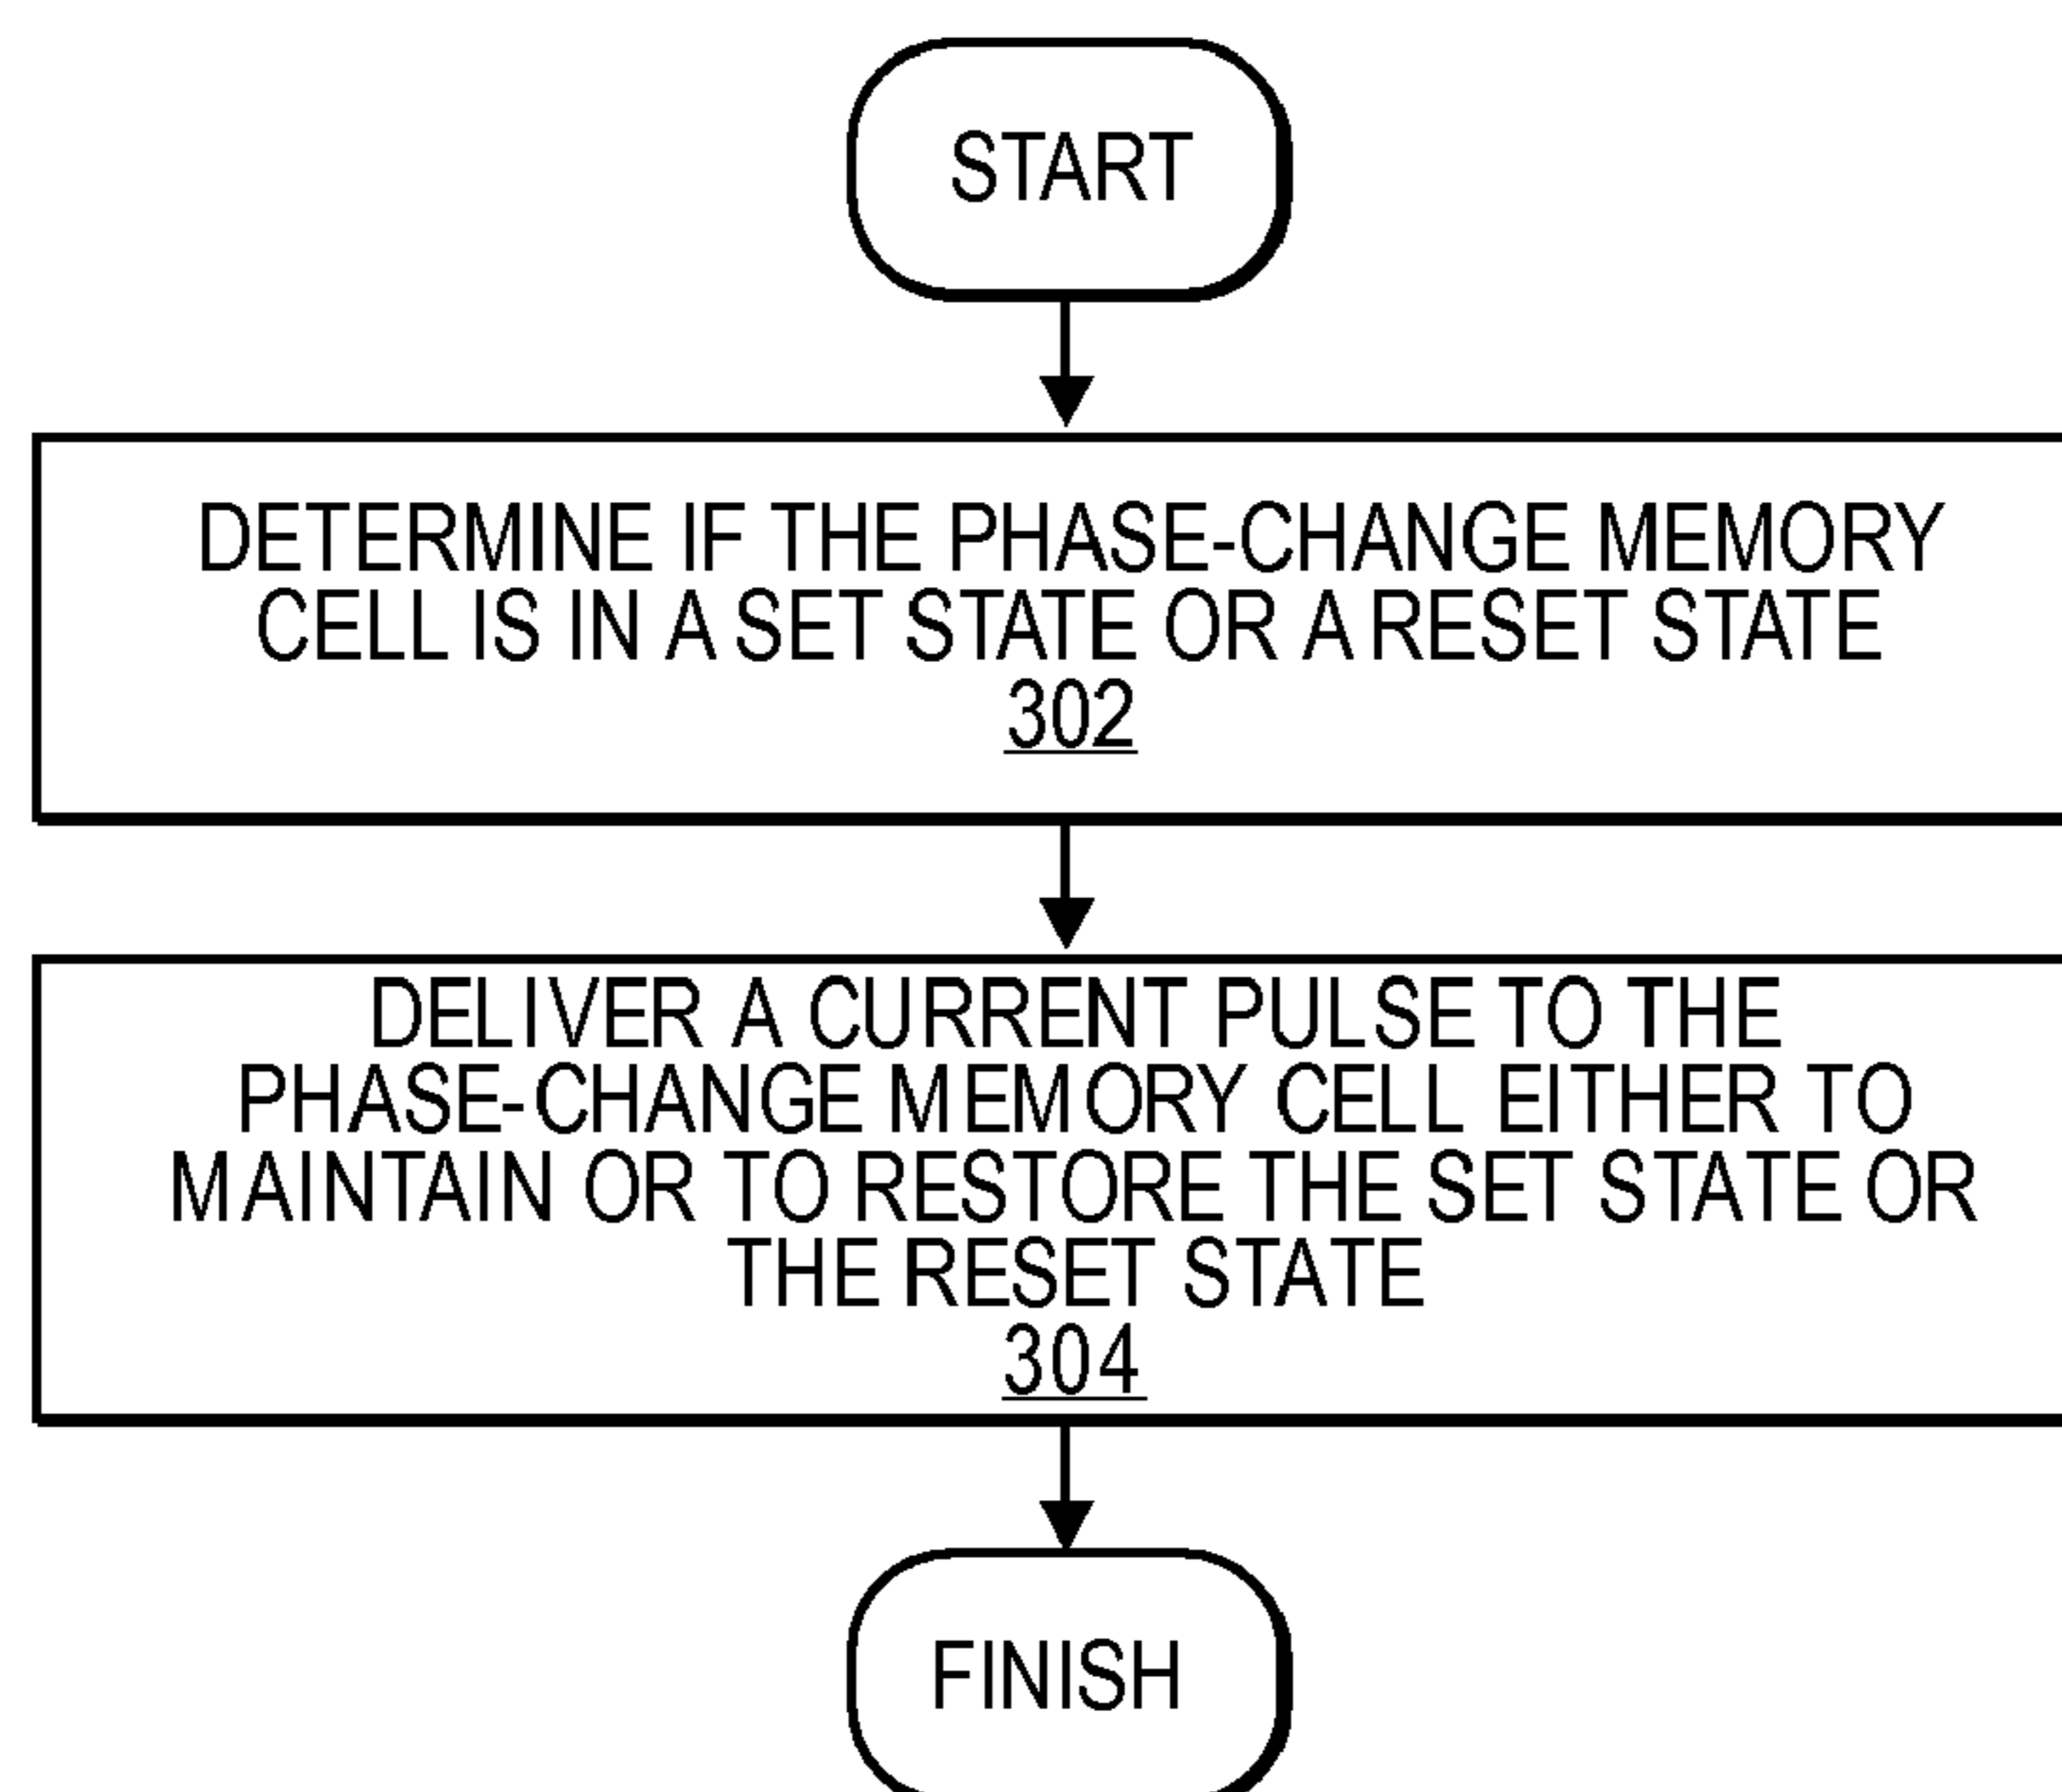 START
DETERMINE IF THE PHASE-CHANGE MEMORY
CELL IS IN A SET STATE OR A RESET STATE
302
DELIVER A CURRENT PULSE TO THE
PHASE-CHANGE MEMORY CELL EITHER TO
MAINTAIN OR TO RESTORE THE SET STATE OR
THE RESET STATE
304
FINISH